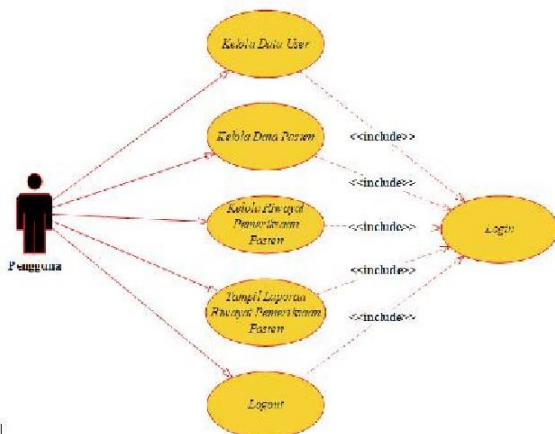 Kelola Data User
Kelola Data Pasien
<<include>>
<<include>>
Kelola Riwayat
Pemeriksaan
Pasien
<<include>>
Login
Pengguna
<<include>>
Tampil Laporan
Riwayat Pemeriksaan
Pasien
<<include>>
Logout